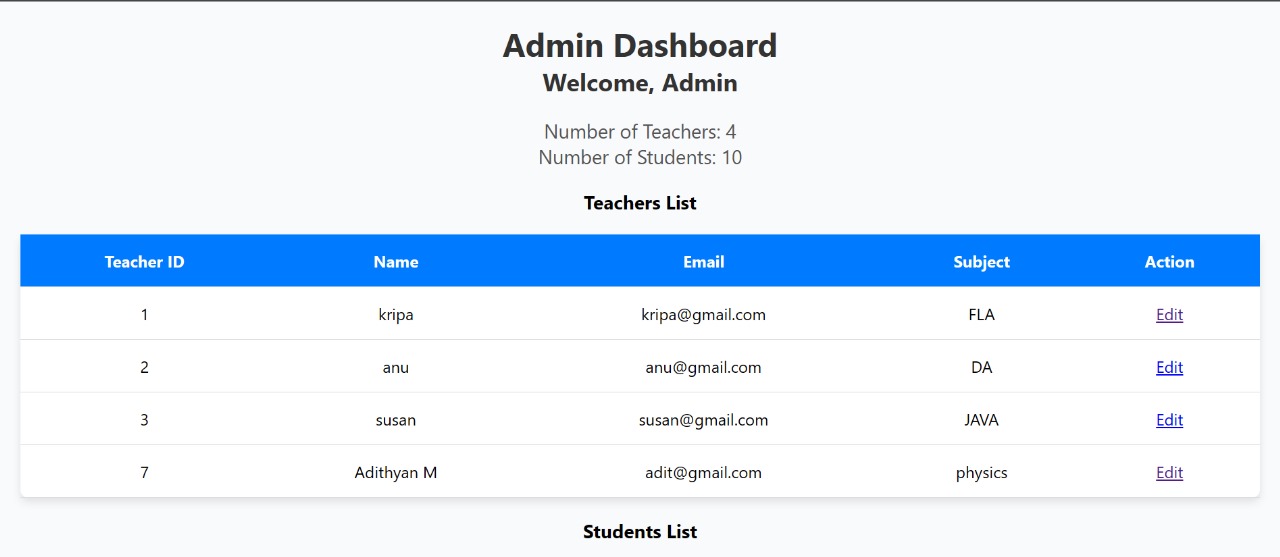 Admin Dashboard
Welcome, Admin
Number of Teachers: 4
Number of Students: 10
Teachers List
Teacher ID Name Email Subject Action
1 kripa kripa@gmail.com FLA Edit
2 anu anu@gmail.com DA Edit
3 susan susan@gmail.com JAVA Edit
7 Adithyan M adit@gmail.com physics Edit
Students List